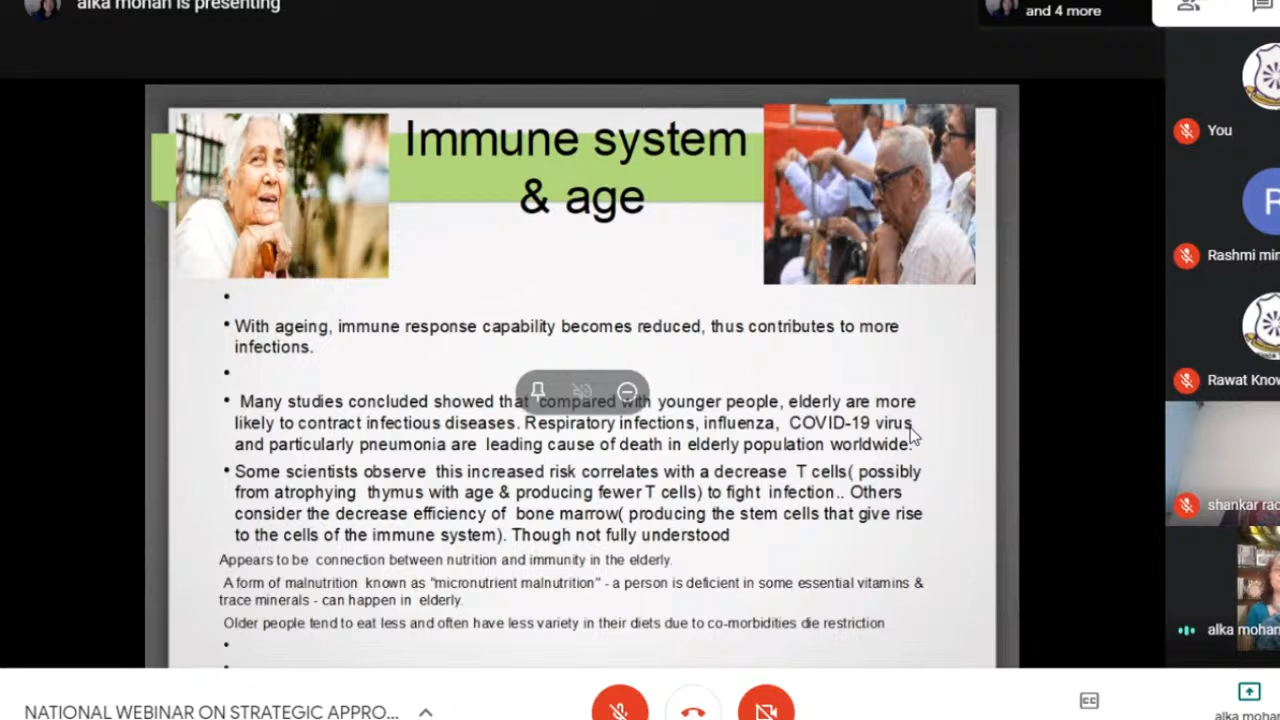 alka mohan is presenting
and 4 more
Immune system
& age
You
• With ageing, immune response capability becomes reduced, thus contributes to more
infections.
Rashmi
R
• Many studies concluded showed that compared with younger people, elderly are more
likely to contract infectious diseases. Respiratory infections, influenza, COVID-19 virus
and particularly pneumonia are leading cause of death in elderly population worldwide.
• Some scientists observe this increased risk correlates with a decrease T cells( possibly
from atrophying thymus with age & producing fewer T cells) to fight infection.. Others
consider the decrease efficiency of bone marrow( producing the stem cells that give rise
to the cells of the immune system). Though not fully understood
Appears to be connection between nutrition and immunity in the elderly.
A form of malnutrition known as "micronutrient malnutrition" - a person is deficient in some essential vitamins &
trace minerals - can happen in elderly.
Older people tend to eat less and often have less variety in their diets due to co-morbidities die restriction
Rawat Know
shankar rao
alka mohan
NATIONAL WEBINAR ON STRATEGIC APPRO...
CC
alka mohan